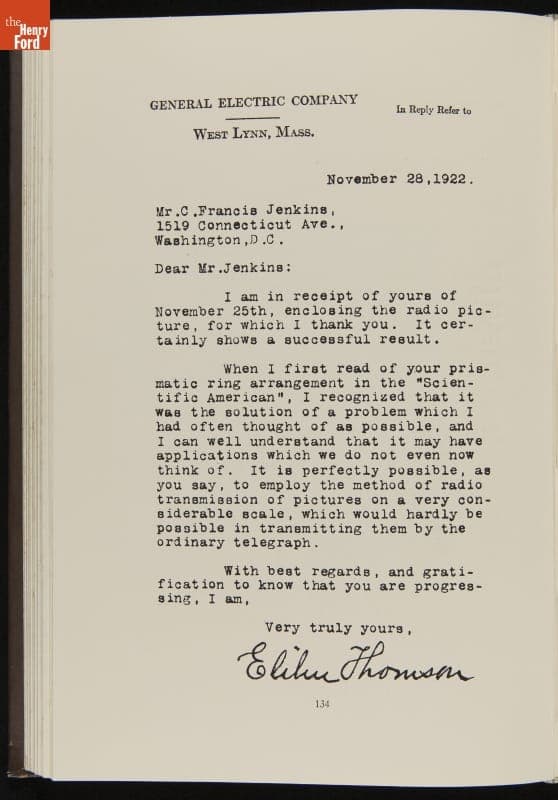 the
Henry
Ford
GENERAL ELECTRIC COMPANY
In Reply Refer to
WEST LYNN, MASS.
November 28,1922.
Mr.C.Francis Jenkins,
1519 Connecticut Ave.,
Washington,D.C.
Dear Mr.Jenkins:
I am in receipt of yours of
November 25th, enclosing the radio pic-
ture, for which I thank you. It cer-
tainly shows a successful result.
When I first read of your pris-
matic ring arrangement in the "Scien-
tific American", I recognized that it
was the solution of a problem which I
had often thought of as possible, and
I can well understand that it may have
applications which we do not even now
think of. It is perfectly possible, as
you say, to employ the method of radio
transmission of pictures on a very con-
siderable scale, which would hardly be
possible in transmitting them by the
ordinary telegraph.
With best regards, and grati-
fication to know that you are progres-
sing, I am,
Very truly yours,
Elihu Thomson
134